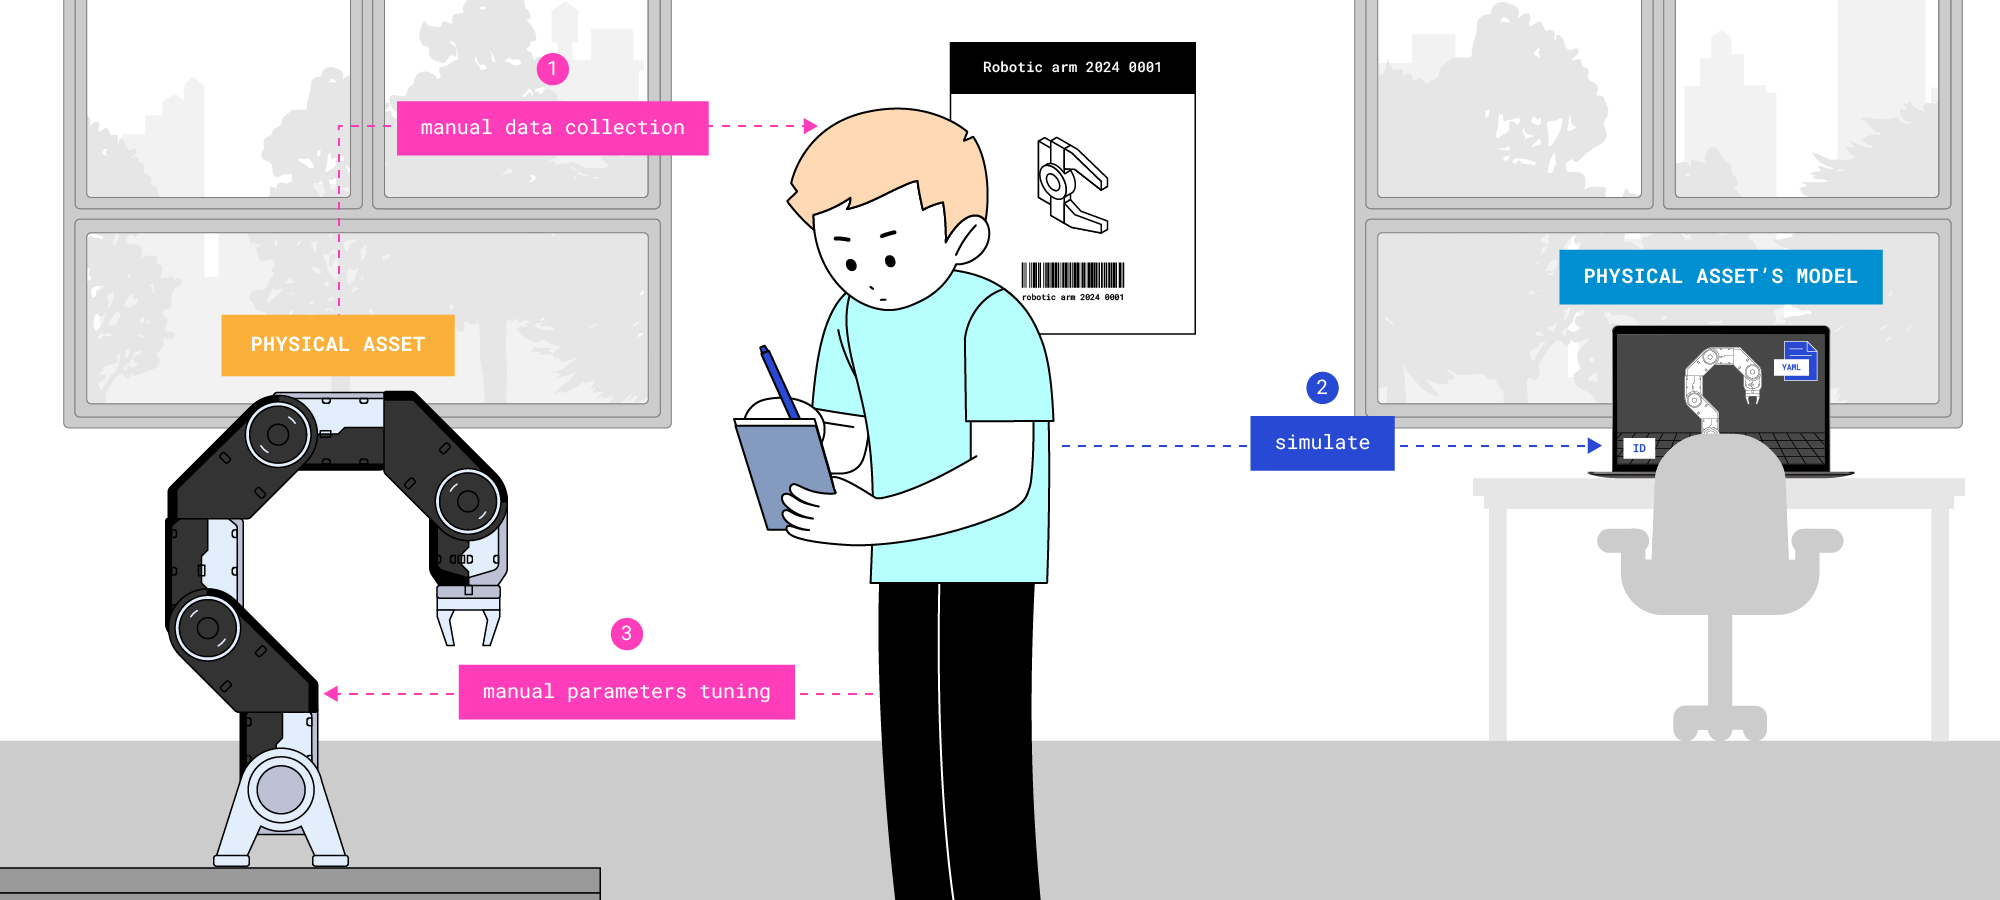 1
manual data collection
Robotic arm 2024 0001
robotic arm 2024 0001
PHYSICAL ASSET
PHYSICAL ASSET’S MODEL
YAML
ID
2
simulate
3
manual parameters tuning